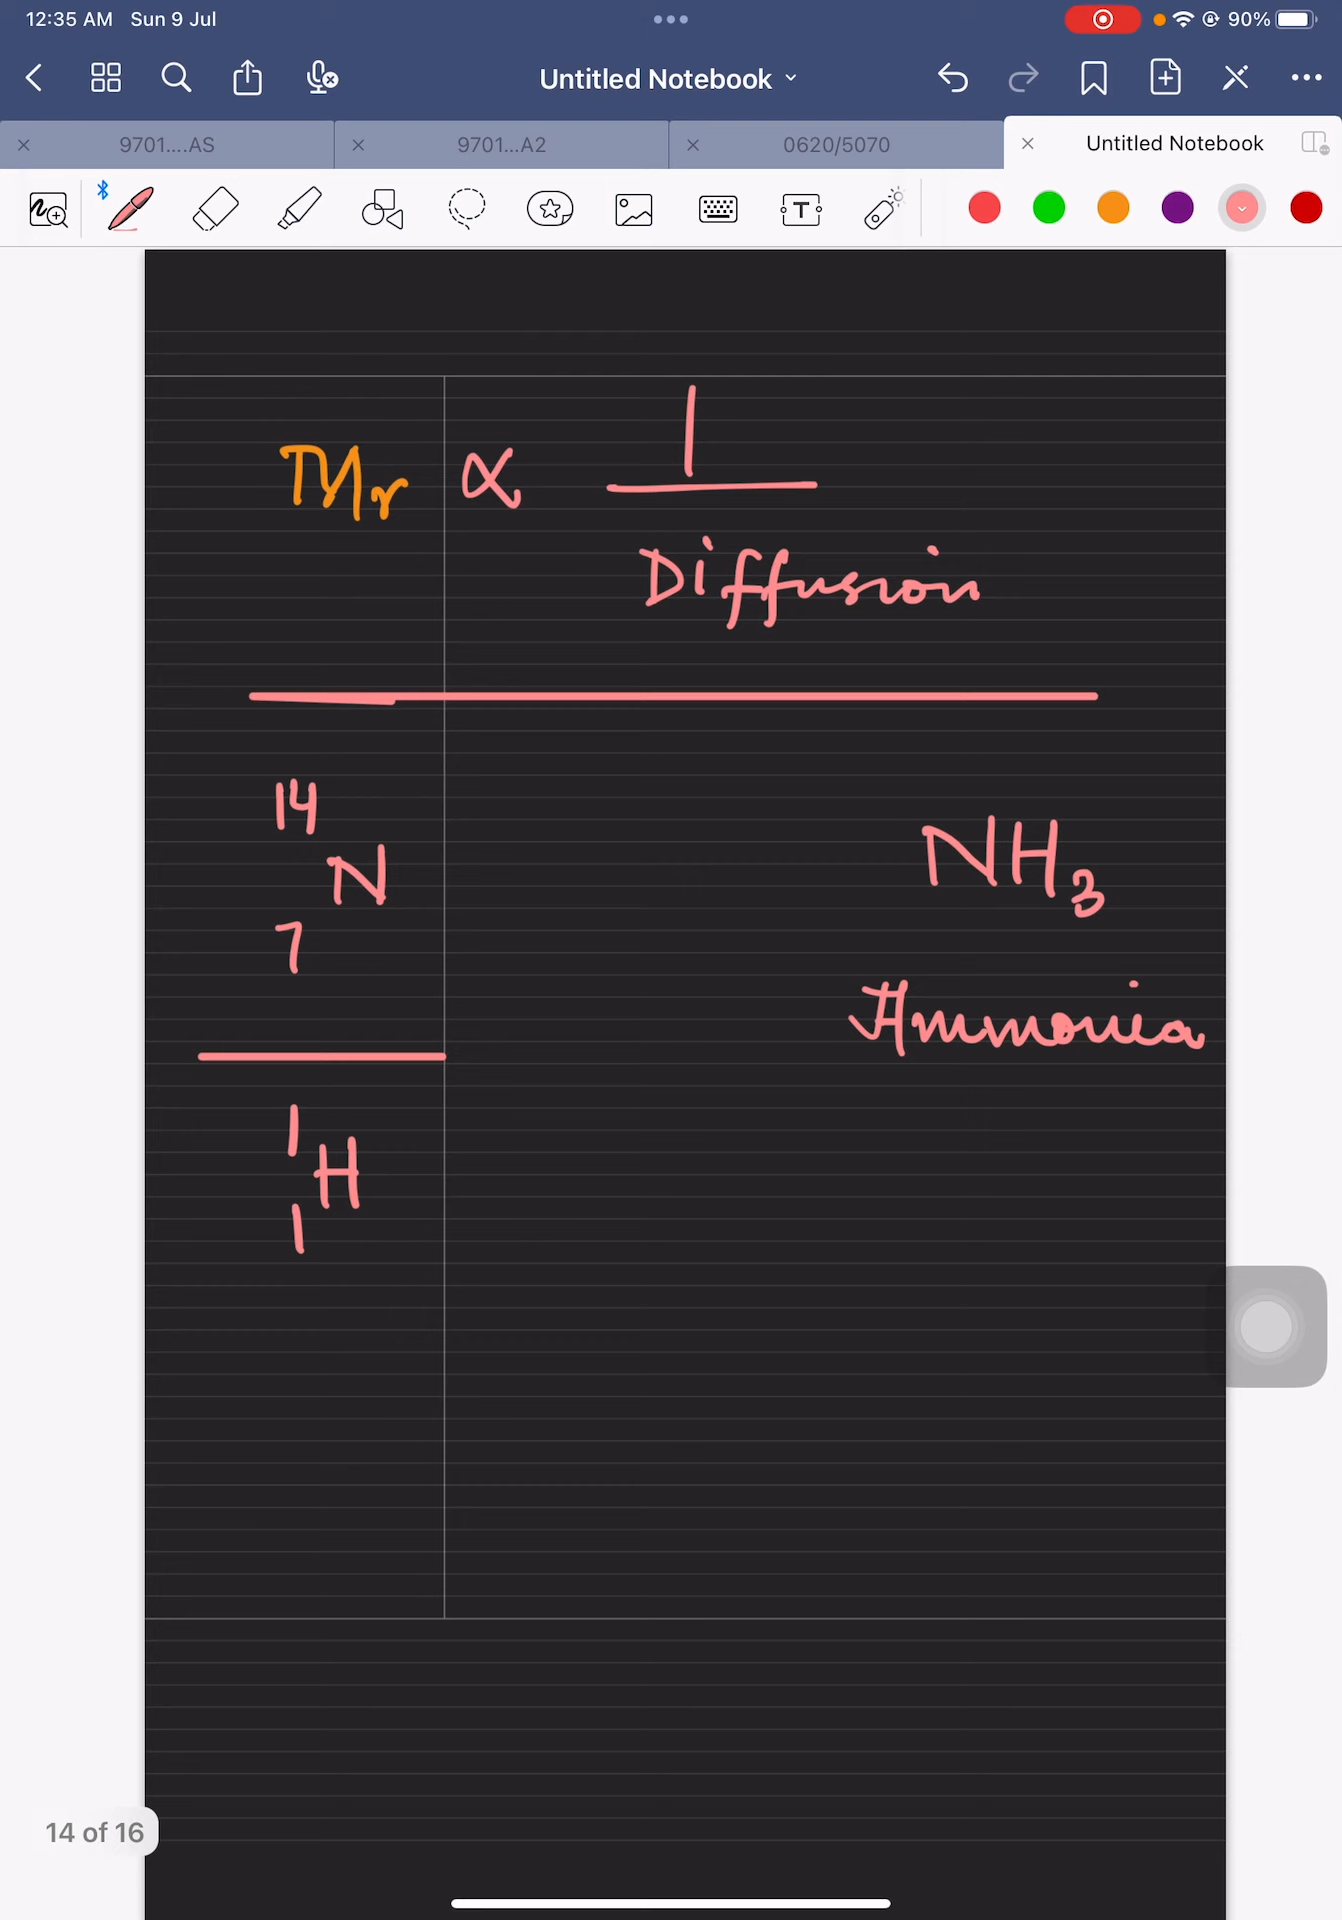 12:35 AM Sun 9 Jul
90%
Untitled Notebook
9701....AS
9701...A2
0620/5070
Untitled Notebook
T
Mr ∝ 1
Diffusion
14
N
7
NH3
Ammonia
1
H
1
14 of 16